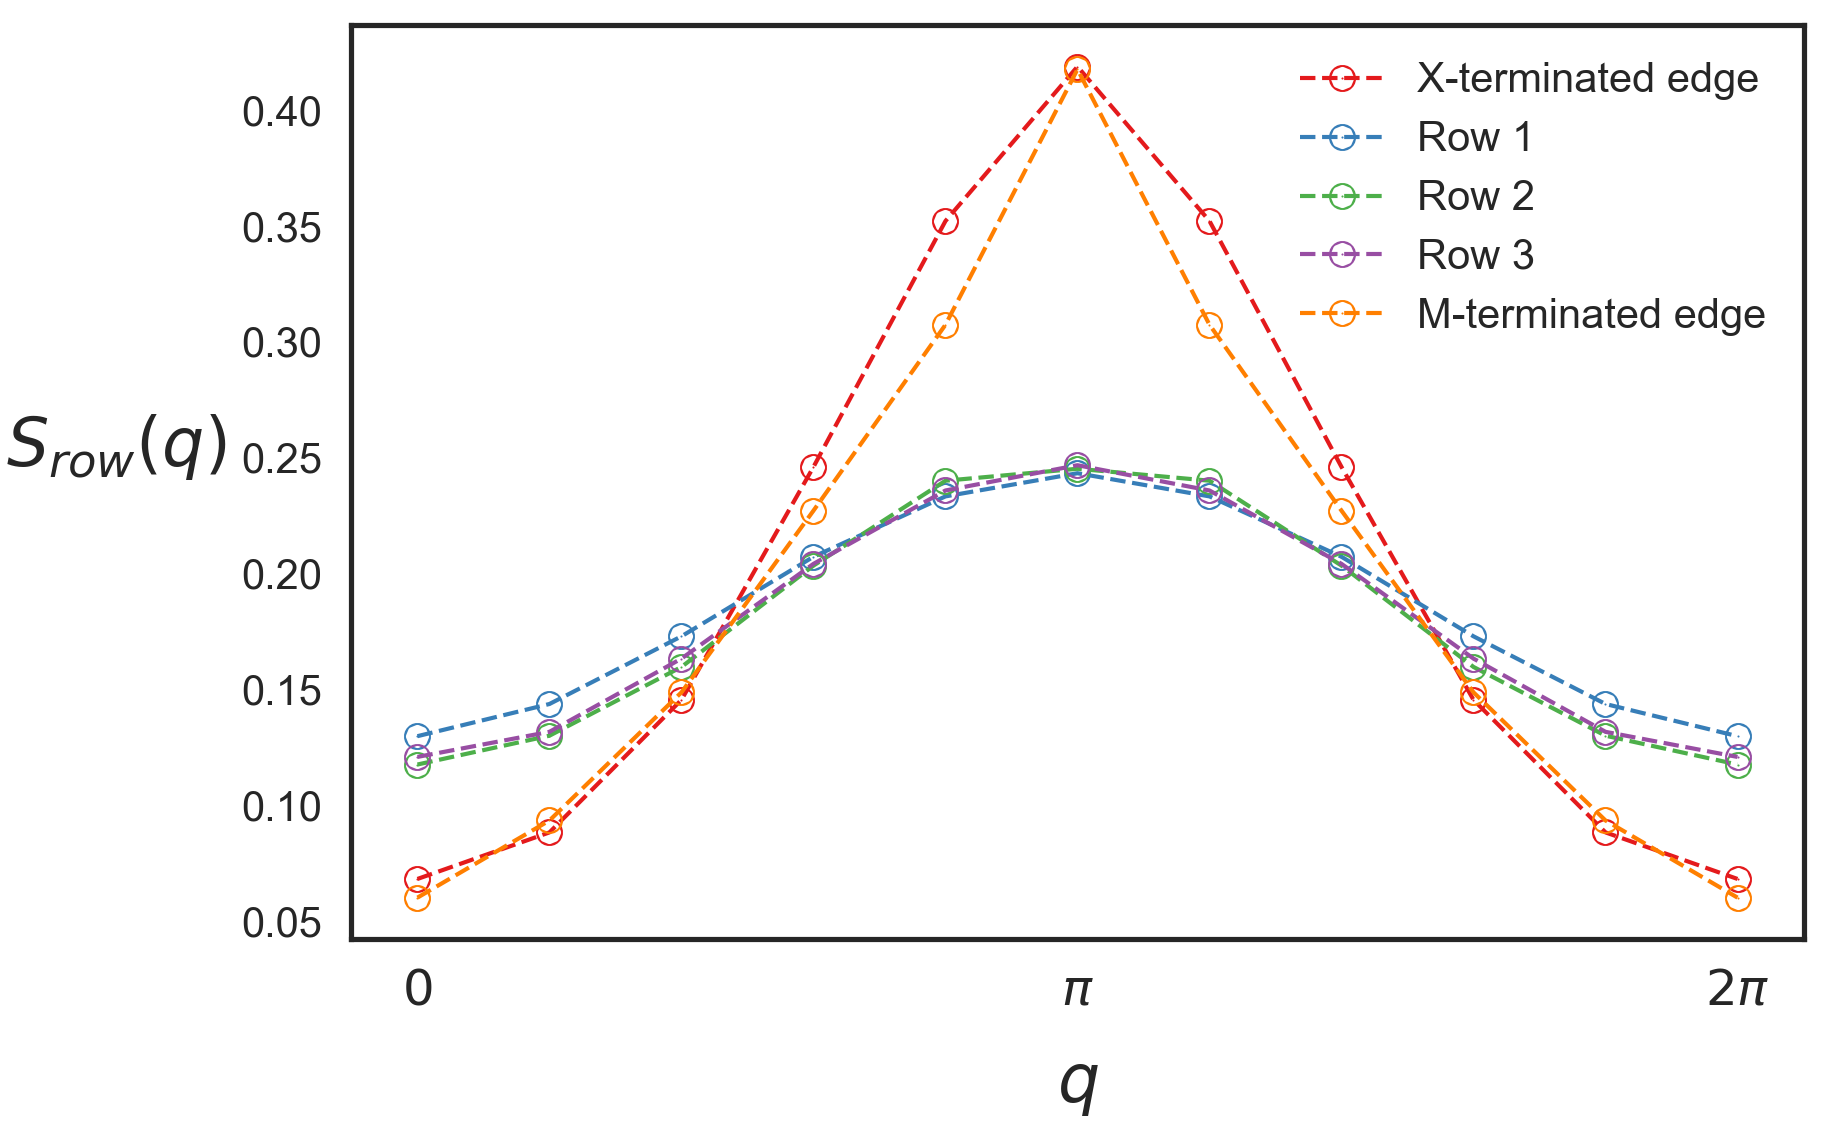 X-terminated edge
Row 1
Row 2
Row 3
M-terminated edge
0.40
0.35
0.30
0.25
0.20
0.15
0.10
0.05
S_row(q)
0 π 2π
q